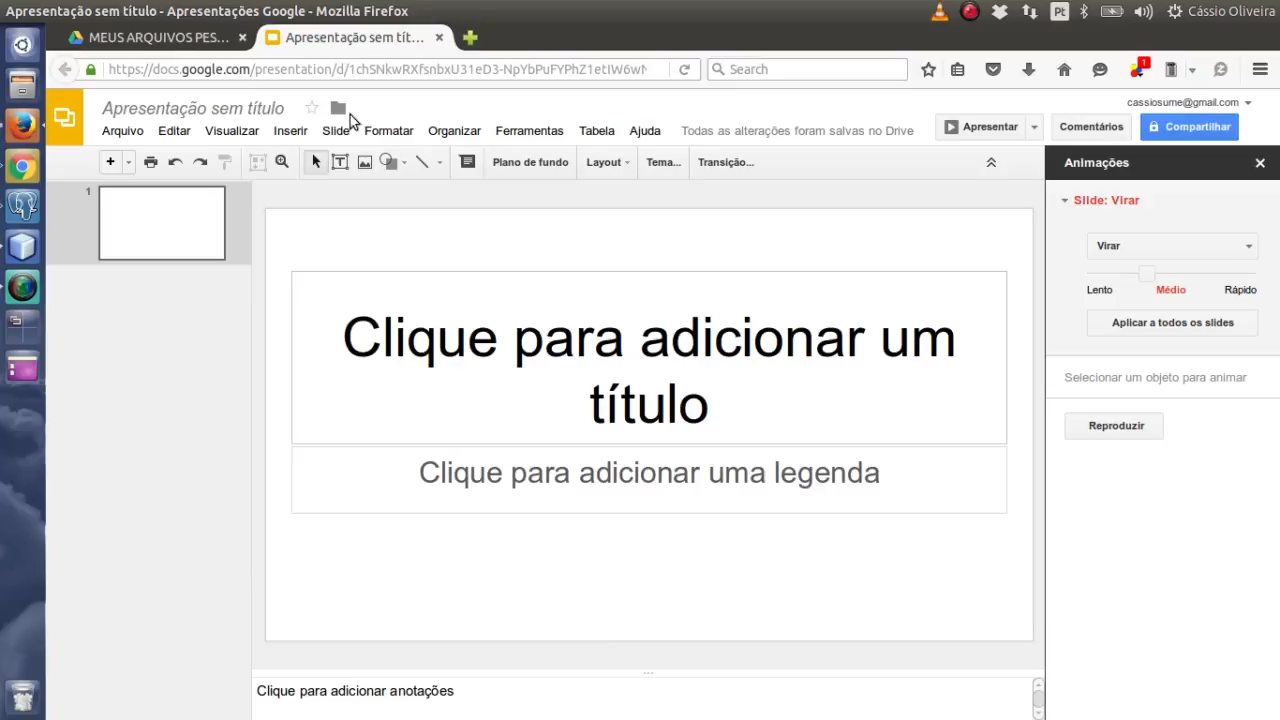 Apresentação sem título - Apresentações Google - Mozilla Firefox
Pt
Cássio Oliveira
MEUS ARQUIVOS PES...
Apresentação sem tít...
https://docs.google.com/presentation/d/1chSNkwRXfsnbxU31eD3-NpYbPuFYPhZ1etIW6wN
Search
1
Apresentação sem título
cassiosume@gmail.com
Arquivo Editar Visualizar Inserir Slide Formatar Organizar Ferramentas Tabela Ajuda
Todas as alterações foram salvas no Drive
Apresentar
Comentários
Compartilhar
Plano de fundo
Layout
Tema...
Transição...
Animações
1
Slide: Virar
Virar
Lento Médio Rápido
Aplicar a todos os slides
Selecionar um objeto para animar
Reproduzir
Clique para adicionar um
título
Clique para adicionar uma legenda
Clique para adicionar anotações